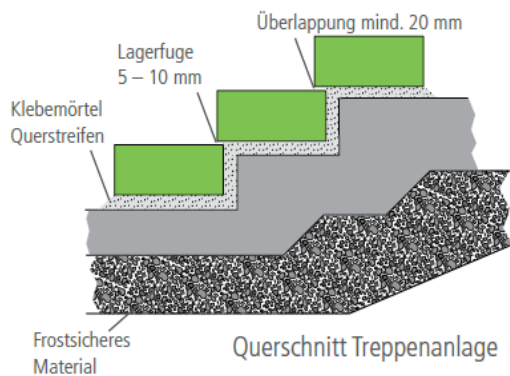 Überlappung mind. 20 mm
Lagerfuge
5 – 10 mm
Klebemörtel
Querstreifen
Frostsicheres
Material
Querschnitt Treppenanlage